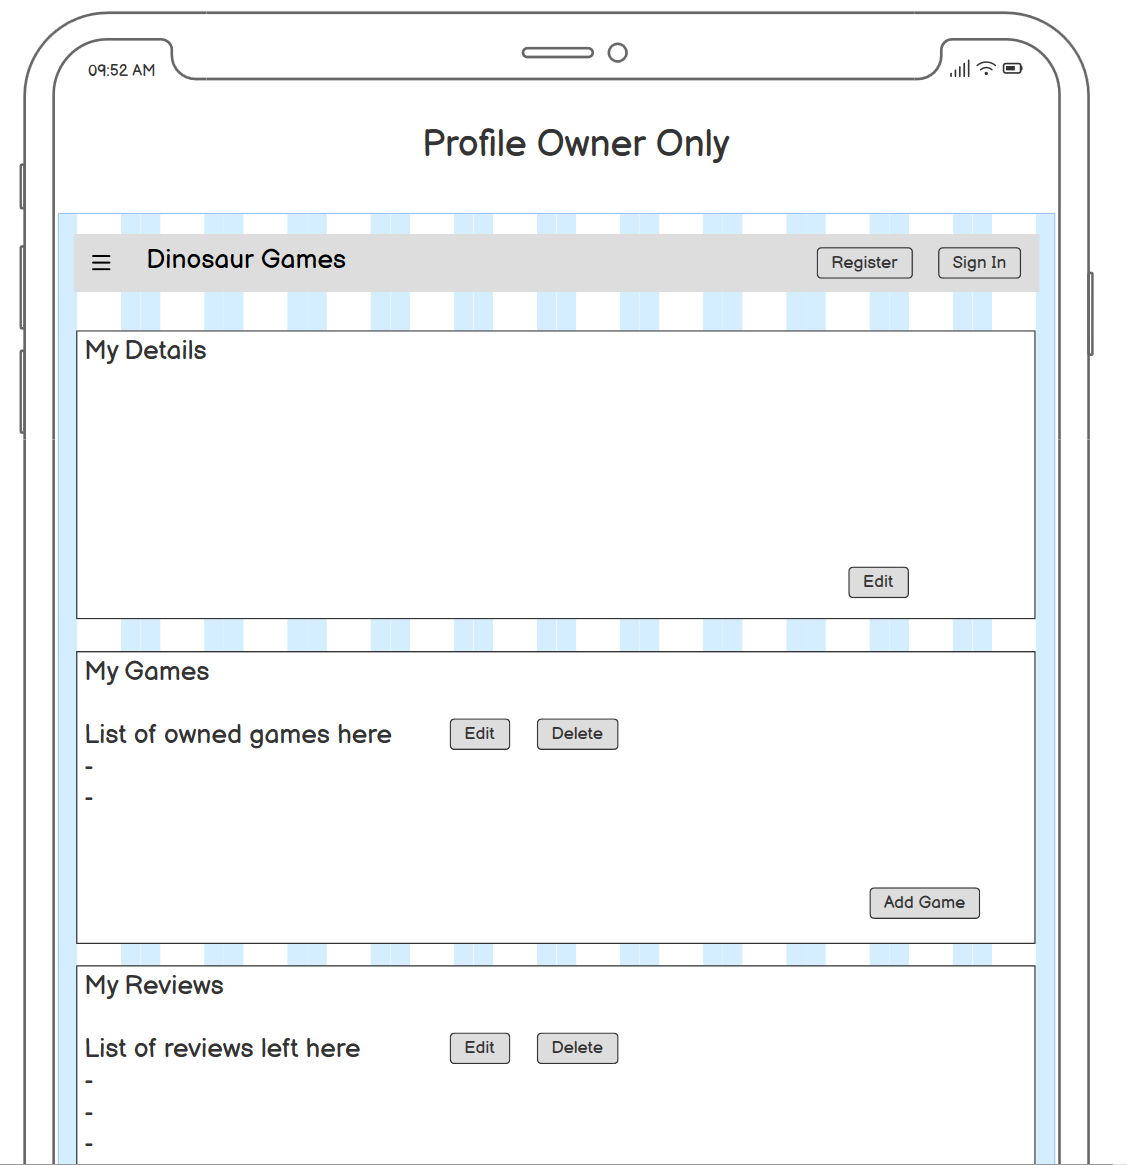 09:52 AM
Profile Owner Only
Dinosaur Games Register Sign In
My Details
Edit
My Games
List of owned games here Edit Delete
-
-
Add Game
My Reviews
List of reviews left here Edit Delete
-
-
-